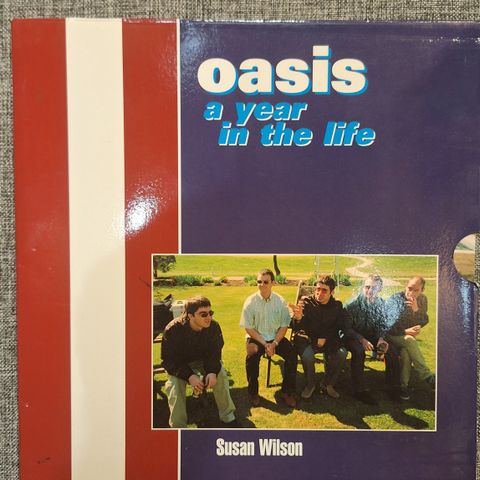 oasis
a year
in the life
Susan Wilson